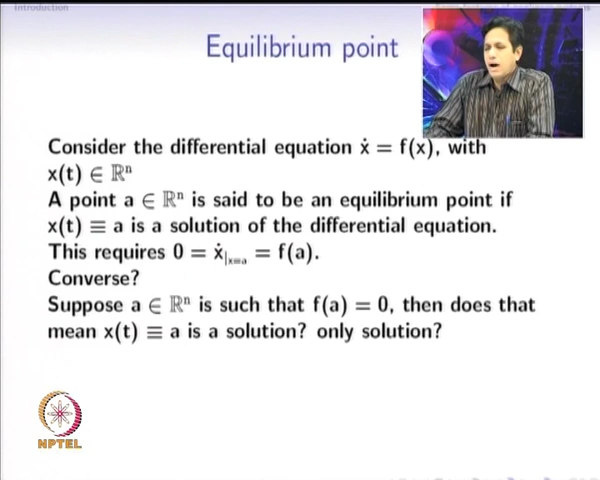 Introduction
Equilibrium point
Consider the differential equation ẋ = f(x), with
x(t) ∈ ℝⁿ
A point a ∈ ℝⁿ is said to be an equilibrium point if
x(t) ≡ a is a solution of the differential equation.
This requires 0 = ẋ|ₓ₌ₐ = f(a).
Converse?
Suppose a ∈ ℝⁿ is such that f(a) = 0, then does that
mean x(t) ≡ a is a solution? only solution?
NPTEL